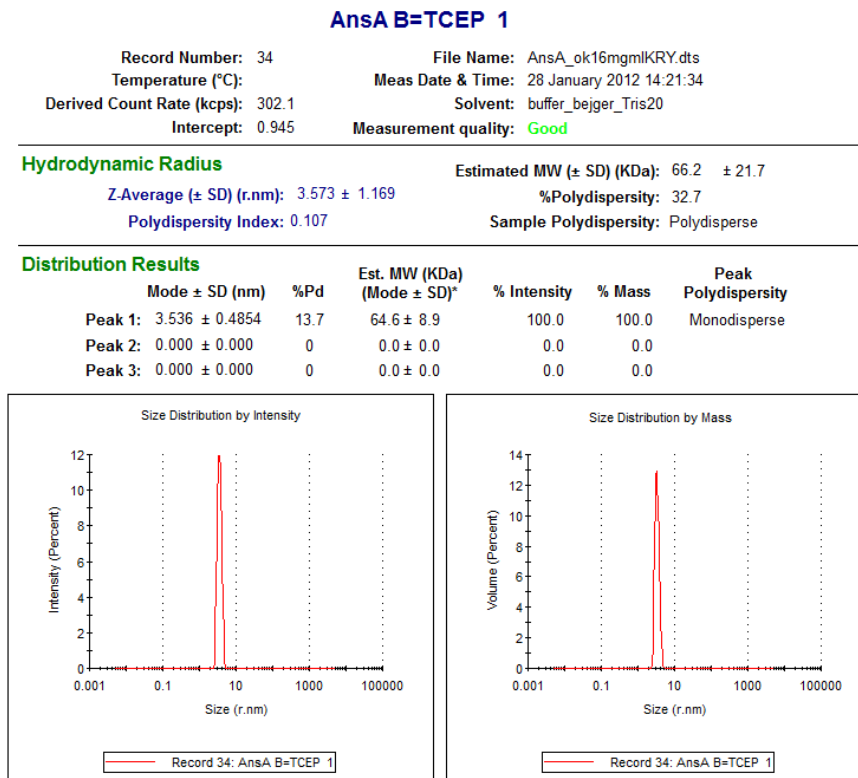 AnsA B=TCEP 1
Record Number: 34 File Name: AnsA_ok16mgmlKRY.dts
Temperature (°C): Meas Date & Time: 28 January 2012 14:21:34
Derived Count Rate (kcps): 302.1 Solvent: buffer_bejger_Tris20
Intercept: 0.945 Measurement quality: Good
Hydrodynamic Radius Estimated MW (± SD) (KDa): 66.2 ± 21.7
Z-Average (± SD) (r.nm): 3.573 ± 1.169 %Polydispersity: 32.7
Polydispersity Index: 0.107 Sample Polydispersity: Polydisperse
Distribution Results
Mode ± SD (nm) %Pd Est. MW (KDa) (Mode ± SD)* % Intensity % Mass Peak Polydispersity
Peak 1: 3.536 ± 0.4854 13.7 64.6 ± 8.9 100.0 100.0 Monodisperse
Peak 2: 0.000 ± 0.000 0 0.0 ± 0.0 0.0 0.0
Peak 3: 0.000 ± 0.000 0 0.0 ± 0.0 0.0 0.0
Size Distribution by Intensity
12
10
8
6
4
2
0
Intensity (Percent)
0.001 0.1 10 1000 100000
Size (r.nm)
Record 34: AnsA B=TCEP 1
Size Distribution by Mass
14
12
10
8
6
4
2
0
Volume (Percent)
0.001 0.1 10 1000 100000
Size (r.nm)
Record 34: AnsA B=TCEP 1